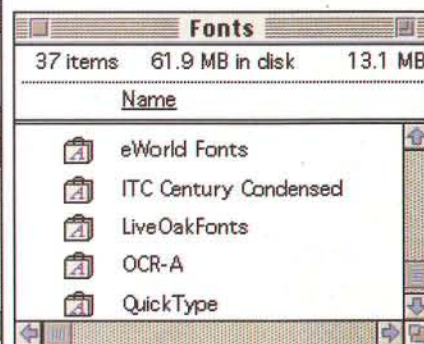 Fonts
37 items 61.9 MB in disk 13.1 MB
Name
eWorld Fonts
ITC Century Condensed
LiveOakFonts
OCR-A
QuickType